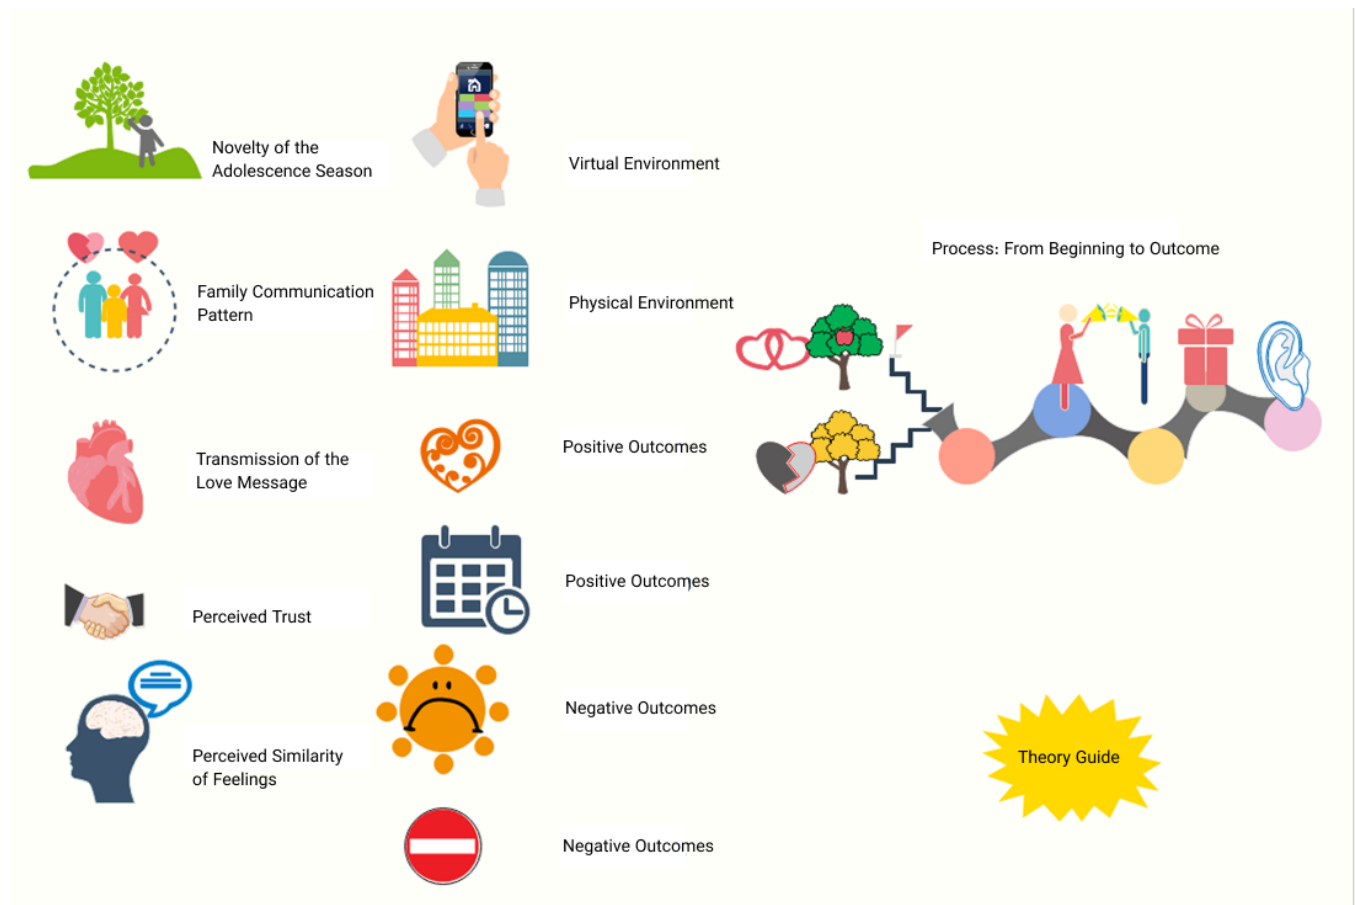 Novelty of the
Adolescence Season
Family Communication
Pattern
Transmission of the
Love Message
Perceived Trust
Perceived Similarity
of Feelings
Virtual Environment
Physical Environment
Positive Outcomes
Positive Outcomes
Negative Outcomes
Negative Outcomes
Process: From Beginning to Outcome
Theory Guide